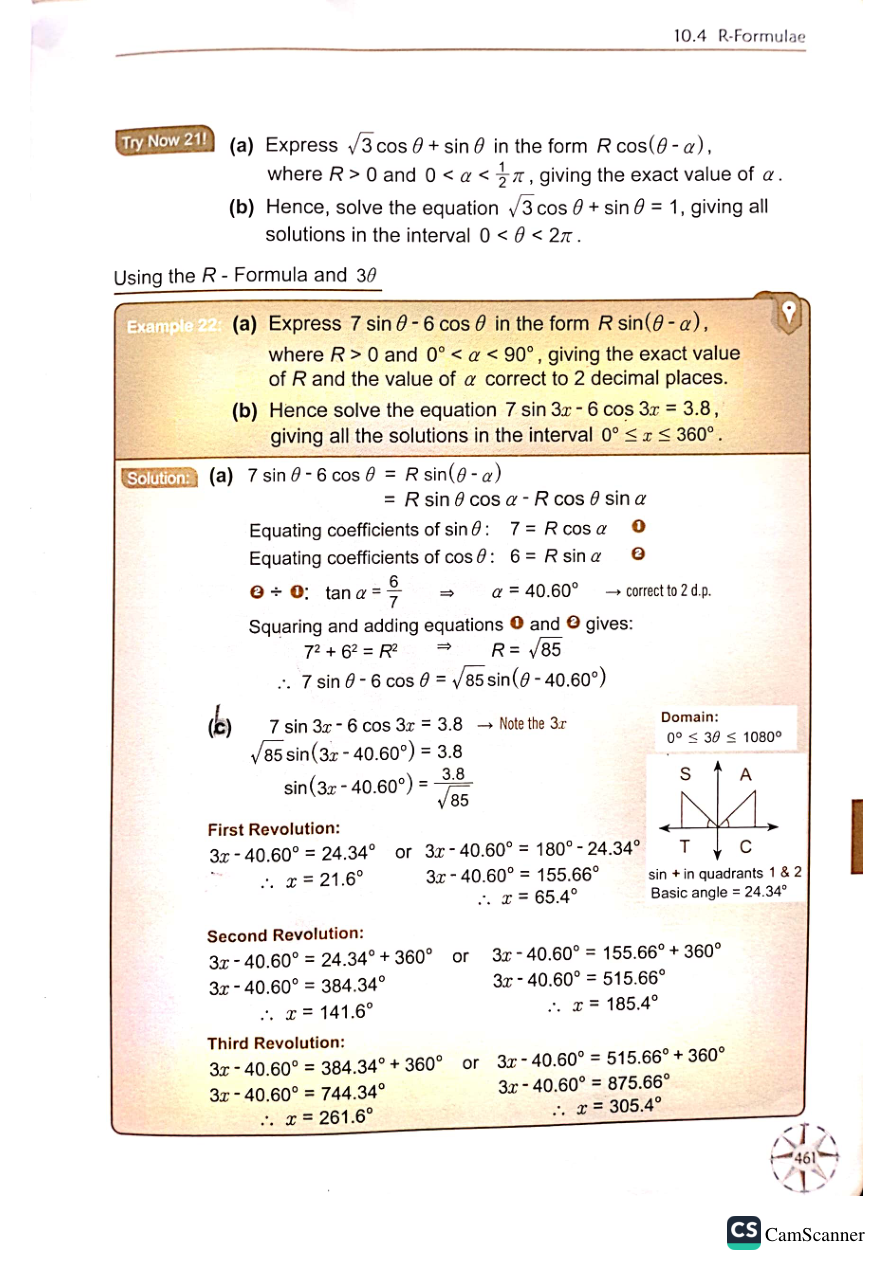 10.4 R-Formulae
Try Now 21! (a) Express √3 cos θ + sin θ in the form R cos(θ - α),
where R > 0 and 0 < α < ½π, giving the exact value of α.
(b) Hence, solve the equation √3 cos θ + sin θ = 1, giving all
solutions in the interval 0 < θ < 2π.
Using the R - Formula and 3θ
Example 22: (a) Express 7 sin θ - 6 cos θ in the form R sin(θ - α),
where R > 0 and 0° < α < 90°, giving the exact value
of R and the value of α correct to 2 decimal places.
(b) Hence solve the equation 7 sin 3x - 6 cos 3x = 3.8,
giving all the solutions in the interval 0° ≤ x ≤ 360°.
Solution: (a) 7 sin θ - 6 cos θ = R sin(θ - α)
= R sin θ cos α - R cos θ sin α
Equating coefficients of sin θ: 7 = R cos α ❶
Equating coefficients of cos θ: 6 = R sin α ❷
❷ ÷ ❶: tan α = 6/7 ⇒ α = 40.60° → correct to 2 d.p.
Squaring and adding equations ❶ and ❷ gives:
7² + 6² = R² ⇒ R = √85
∴ 7 sin θ - 6 cos θ = √85 sin(θ - 40.60°)
(b) 7 sin 3x - 6 cos 3x = 3.8 → Note the 3x
√85 sin(3x - 40.60°) = 3.8
sin(3x - 40.60°) = 3.8/√85
Domain:
0° ≤ 3θ ≤ 1080°
S A
T C
sin + in quadrants 1 & 2
Basic angle = 24.34°
First Revolution:
3x - 40.60° = 24.34° or 3x - 40.60° = 180° - 24.34°
∴ x = 21.6° 3x - 40.60° = 155.66°
∴ x = 65.4°
Second Revolution:
3x - 40.60° = 24.34° + 360° or 3x - 40.60° = 155.66° + 360°
3x - 40.60° = 384.34° 3x - 40.60° = 515.66°
∴ x = 141.6° ∴ x = 185.4°
Third Revolution:
3x - 40.60° = 384.34° + 360° or 3x - 40.60° = 515.66° + 360°
3x - 40.60° = 744.34° 3x - 40.60° = 875.66°
∴ x = 261.6° ∴ x = 305.4°
461
CS CamScanner